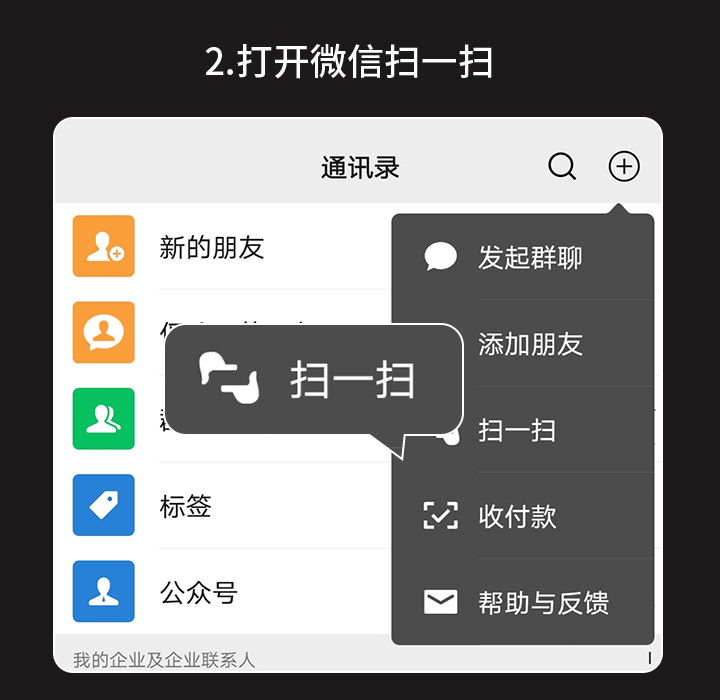 2.打开微信扫一扫
通讯录
新的朋友
发起群聊
添加朋友
扫一扫
扫一扫
标签
收付款
公众号
帮助与反馈
我的企业及企业联系人